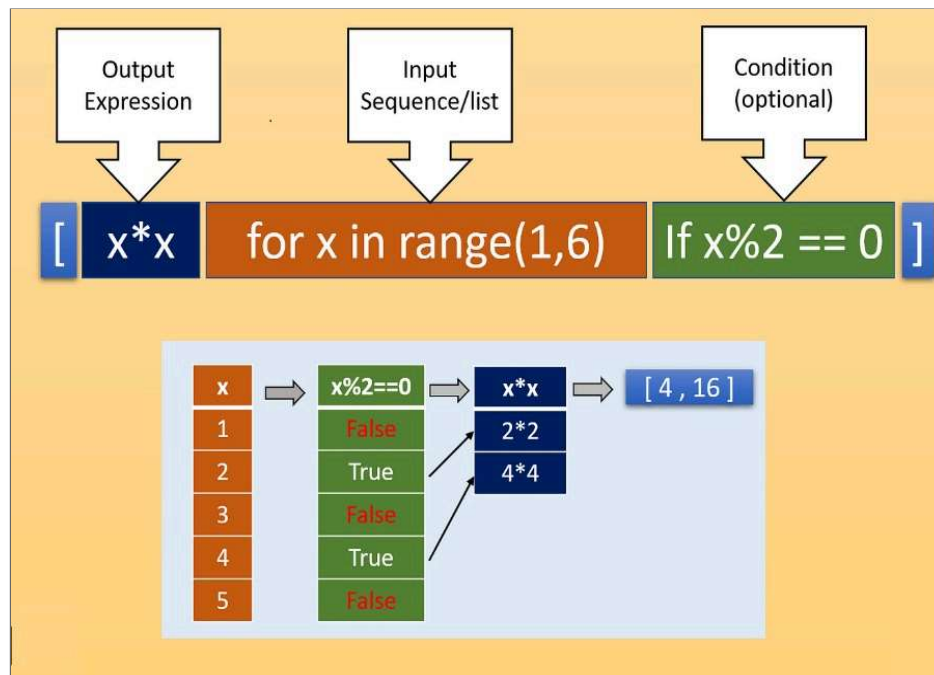 Output
Expression
Input
Sequence/list
Condition
(optional)
[ x*x for x in range(1,6) If x%2 == 0 ]
x x%2==0 x*x [ 4 , 16 ]
1 False 2*2
2 True 4*4
3 False
4 True
5 False